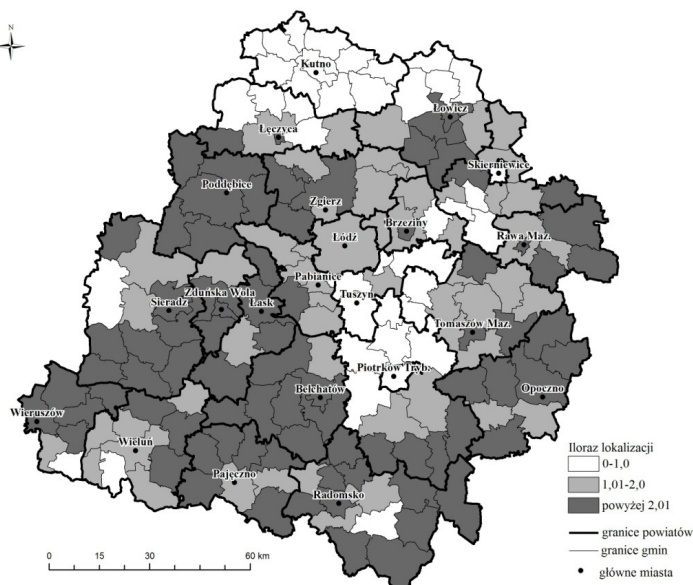 N
Kutno
Łowicz
Łęczyca
Skierniewice
Poddębice
Zgierz
Brzeziny
Łódź
Rawa Maz.
Pabianice
Zduńska Wola
Sieradz
Łask
Tuszyn
Tomaszów Maz.
Piotrków Tryb.
Bełchatów
Opoczno
Wieruszów
Wieluń
Pajęczno
Radomsko
Iloraz lokalizacji
0-1,0
1,01-2,0
powyżej 2,01
granice powiatów
granice gmin
główne miasta
0 15 30 60 km